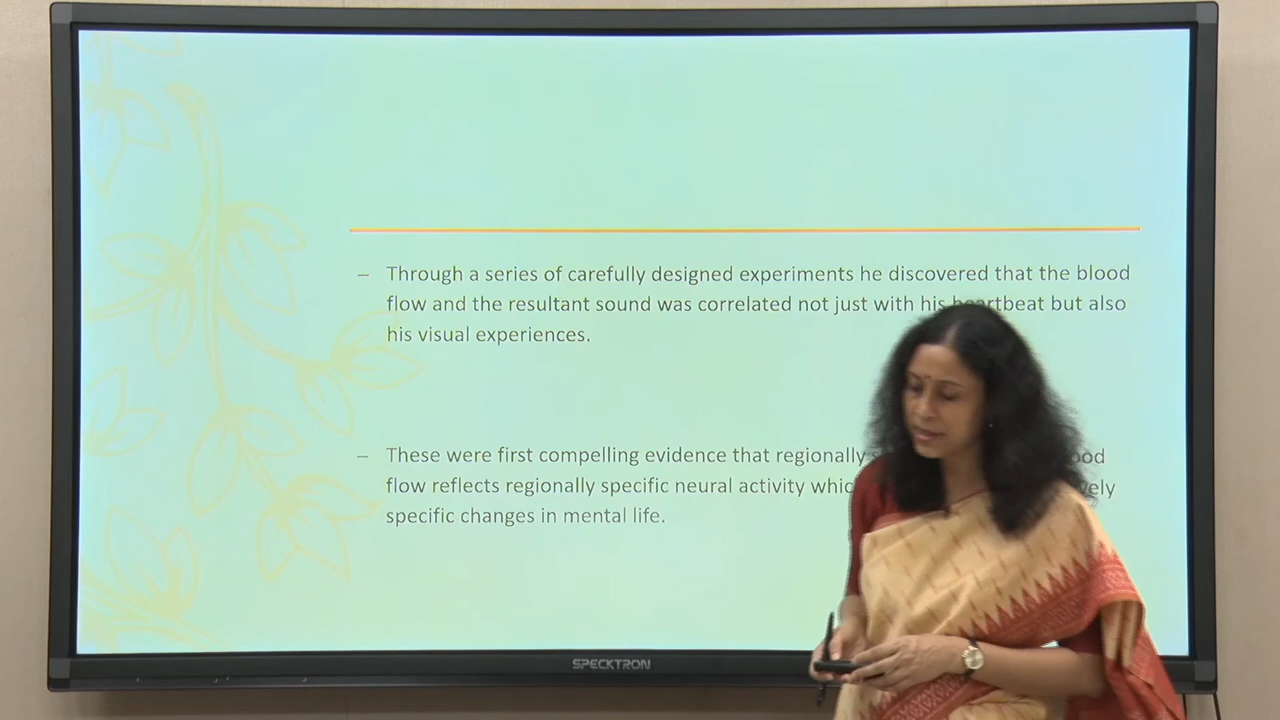 – Through a series of carefully designed experiments he discovered that the blood
flow and the resultant sound was correlated not just with his heartbeat but also
his visual experiences.
– These were first compelling evidence that regionally
flow reflects regionally specific neural activity
specific changes in mental life.
SPECKTRON